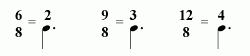 6/8 = 2. 9/8 = 3. 12/8 = 4.